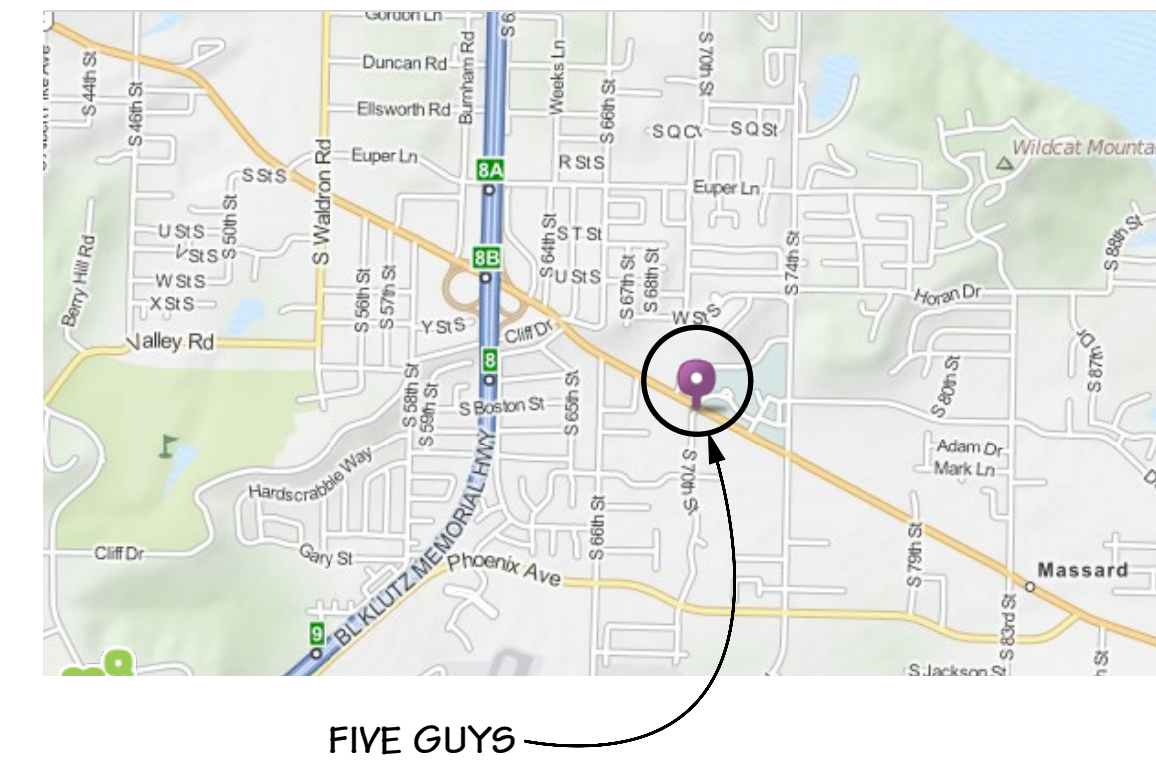 Gordon Ln
S 70th St
Burnham Rd
Weeks Ln
S 44th St
Duncan Rd
S 46th St
S 66th St
Ellsworth Rd
S Q Ct
S Q St
Wildcat Mounta
Euper Ln
R St S
8A
S S St S
Euper Ln
S Waldron Rd
S 50th St
U St S
V St S
S T St
S 64th St
S 88th St
8B
S 74th St
Berry Hill Rd
W St S
U St S
S 67th St
S 68th St
X St S
S 56th St
S 57th St
Horan Dr
W St S
Y St S
Cliff Dr
Valley Rd
8
S 87th Dr
S 80th St
S 58th St
S 59th St
S Boston St
S 65th St
Adam Dr
Mark Ln
S 70th S
Hardscrabble Way
BL KLUTZ MEMORIAL HWY
S 66th St
S 79th St
Cliff Dr
Gary St
Phoenix Ave
Massard
S 83rd St
9
S Jackson St
FIVE GUYS